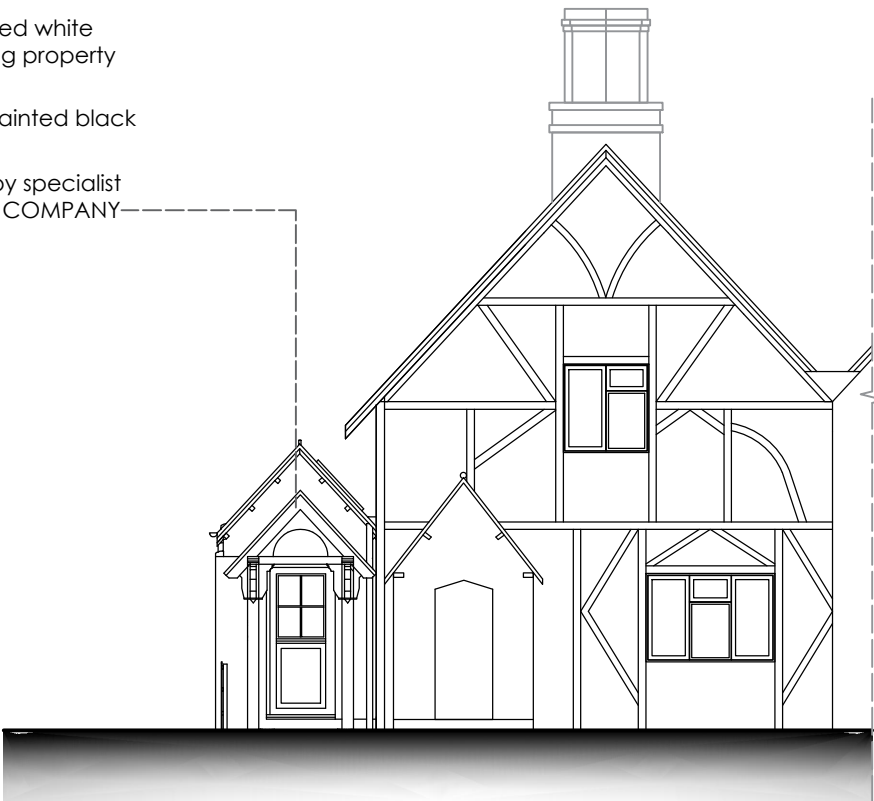 ed white
g property
ainted black
by specialist
COMPANY